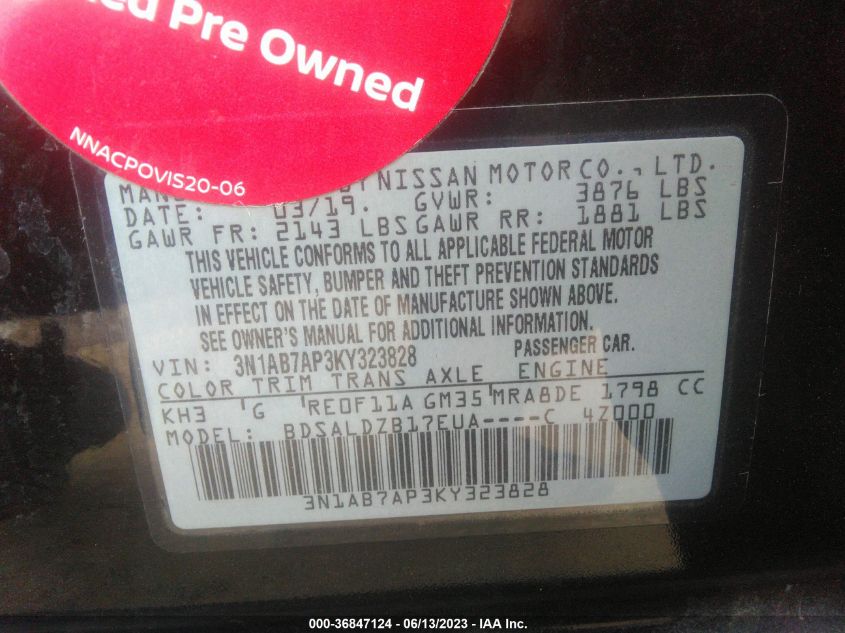 ed Pre Owned
NNACPOVIS20-06
NISSAN MOTOR CO., LTD.
DATE: 03/19. GVWR: 3876 LBS
GAWR FR: 2143 LBS GAWR RR: 1881 LBS
THIS VEHICLE CONFORMS TO ALL APPLICABLE FEDERAL MOTOR
VEHICLE SAFETY, BUMPER AND THEFT PREVENTION STANDARDS
IN EFFECT ON THE DATE OF MANUFACTURE SHOWN ABOVE.
SEE OWNER'S MANUAL FOR ADDITIONAL INFORMATION.
VIN: 3N1AB7AP3KY323828 PASSENGER CAR.
COLOR TRIM TRANS AXLE ENGINE
KH3 G RE0F11A GM35 MRA8DE 1798 CC
MODEL: BDSALDZB17EUA----C 4Z000
3N1AB7AP3KY323828
000-36847124 - 06/13/2023 - IAA Inc.